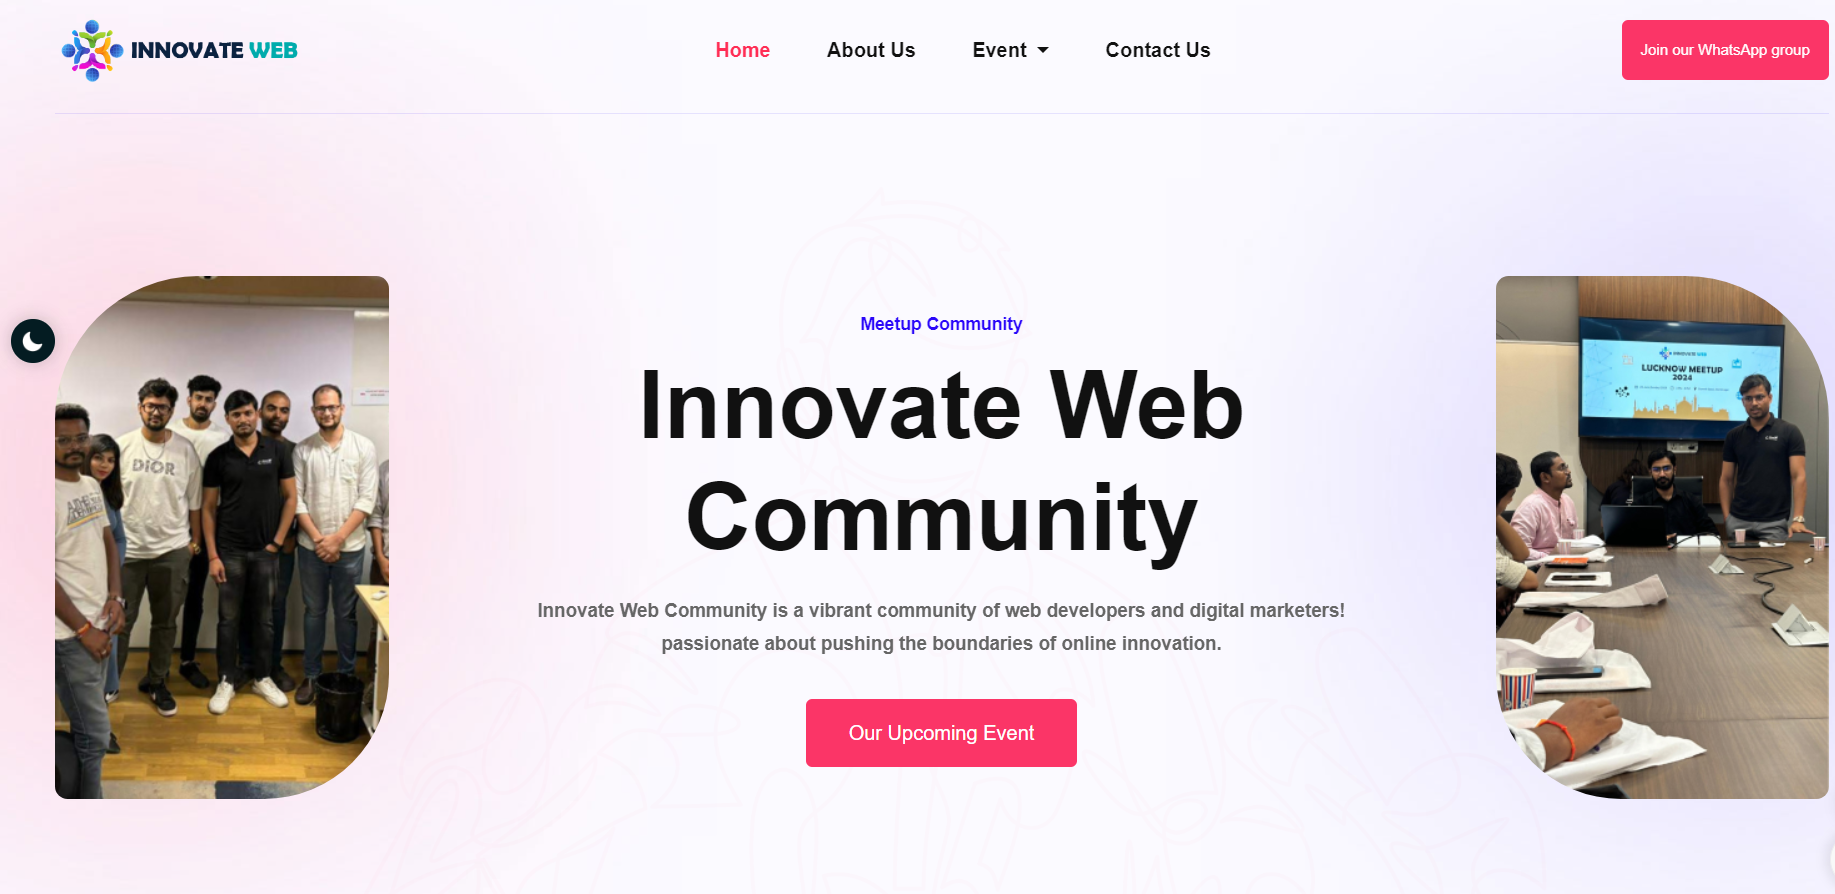 INNOVATE WEB
Home
About Us
Event
Contact Us
Join our WhatsApp group
Meetup Community
Innovate Web
Community
Innovate Web Community is a vibrant community of web developers and digital marketers!
passionate about pushing the boundaries of online innovation.
Our Upcoming Event
DIOR
INNOVATE WEB
LUCKNOW MEETUP
2024